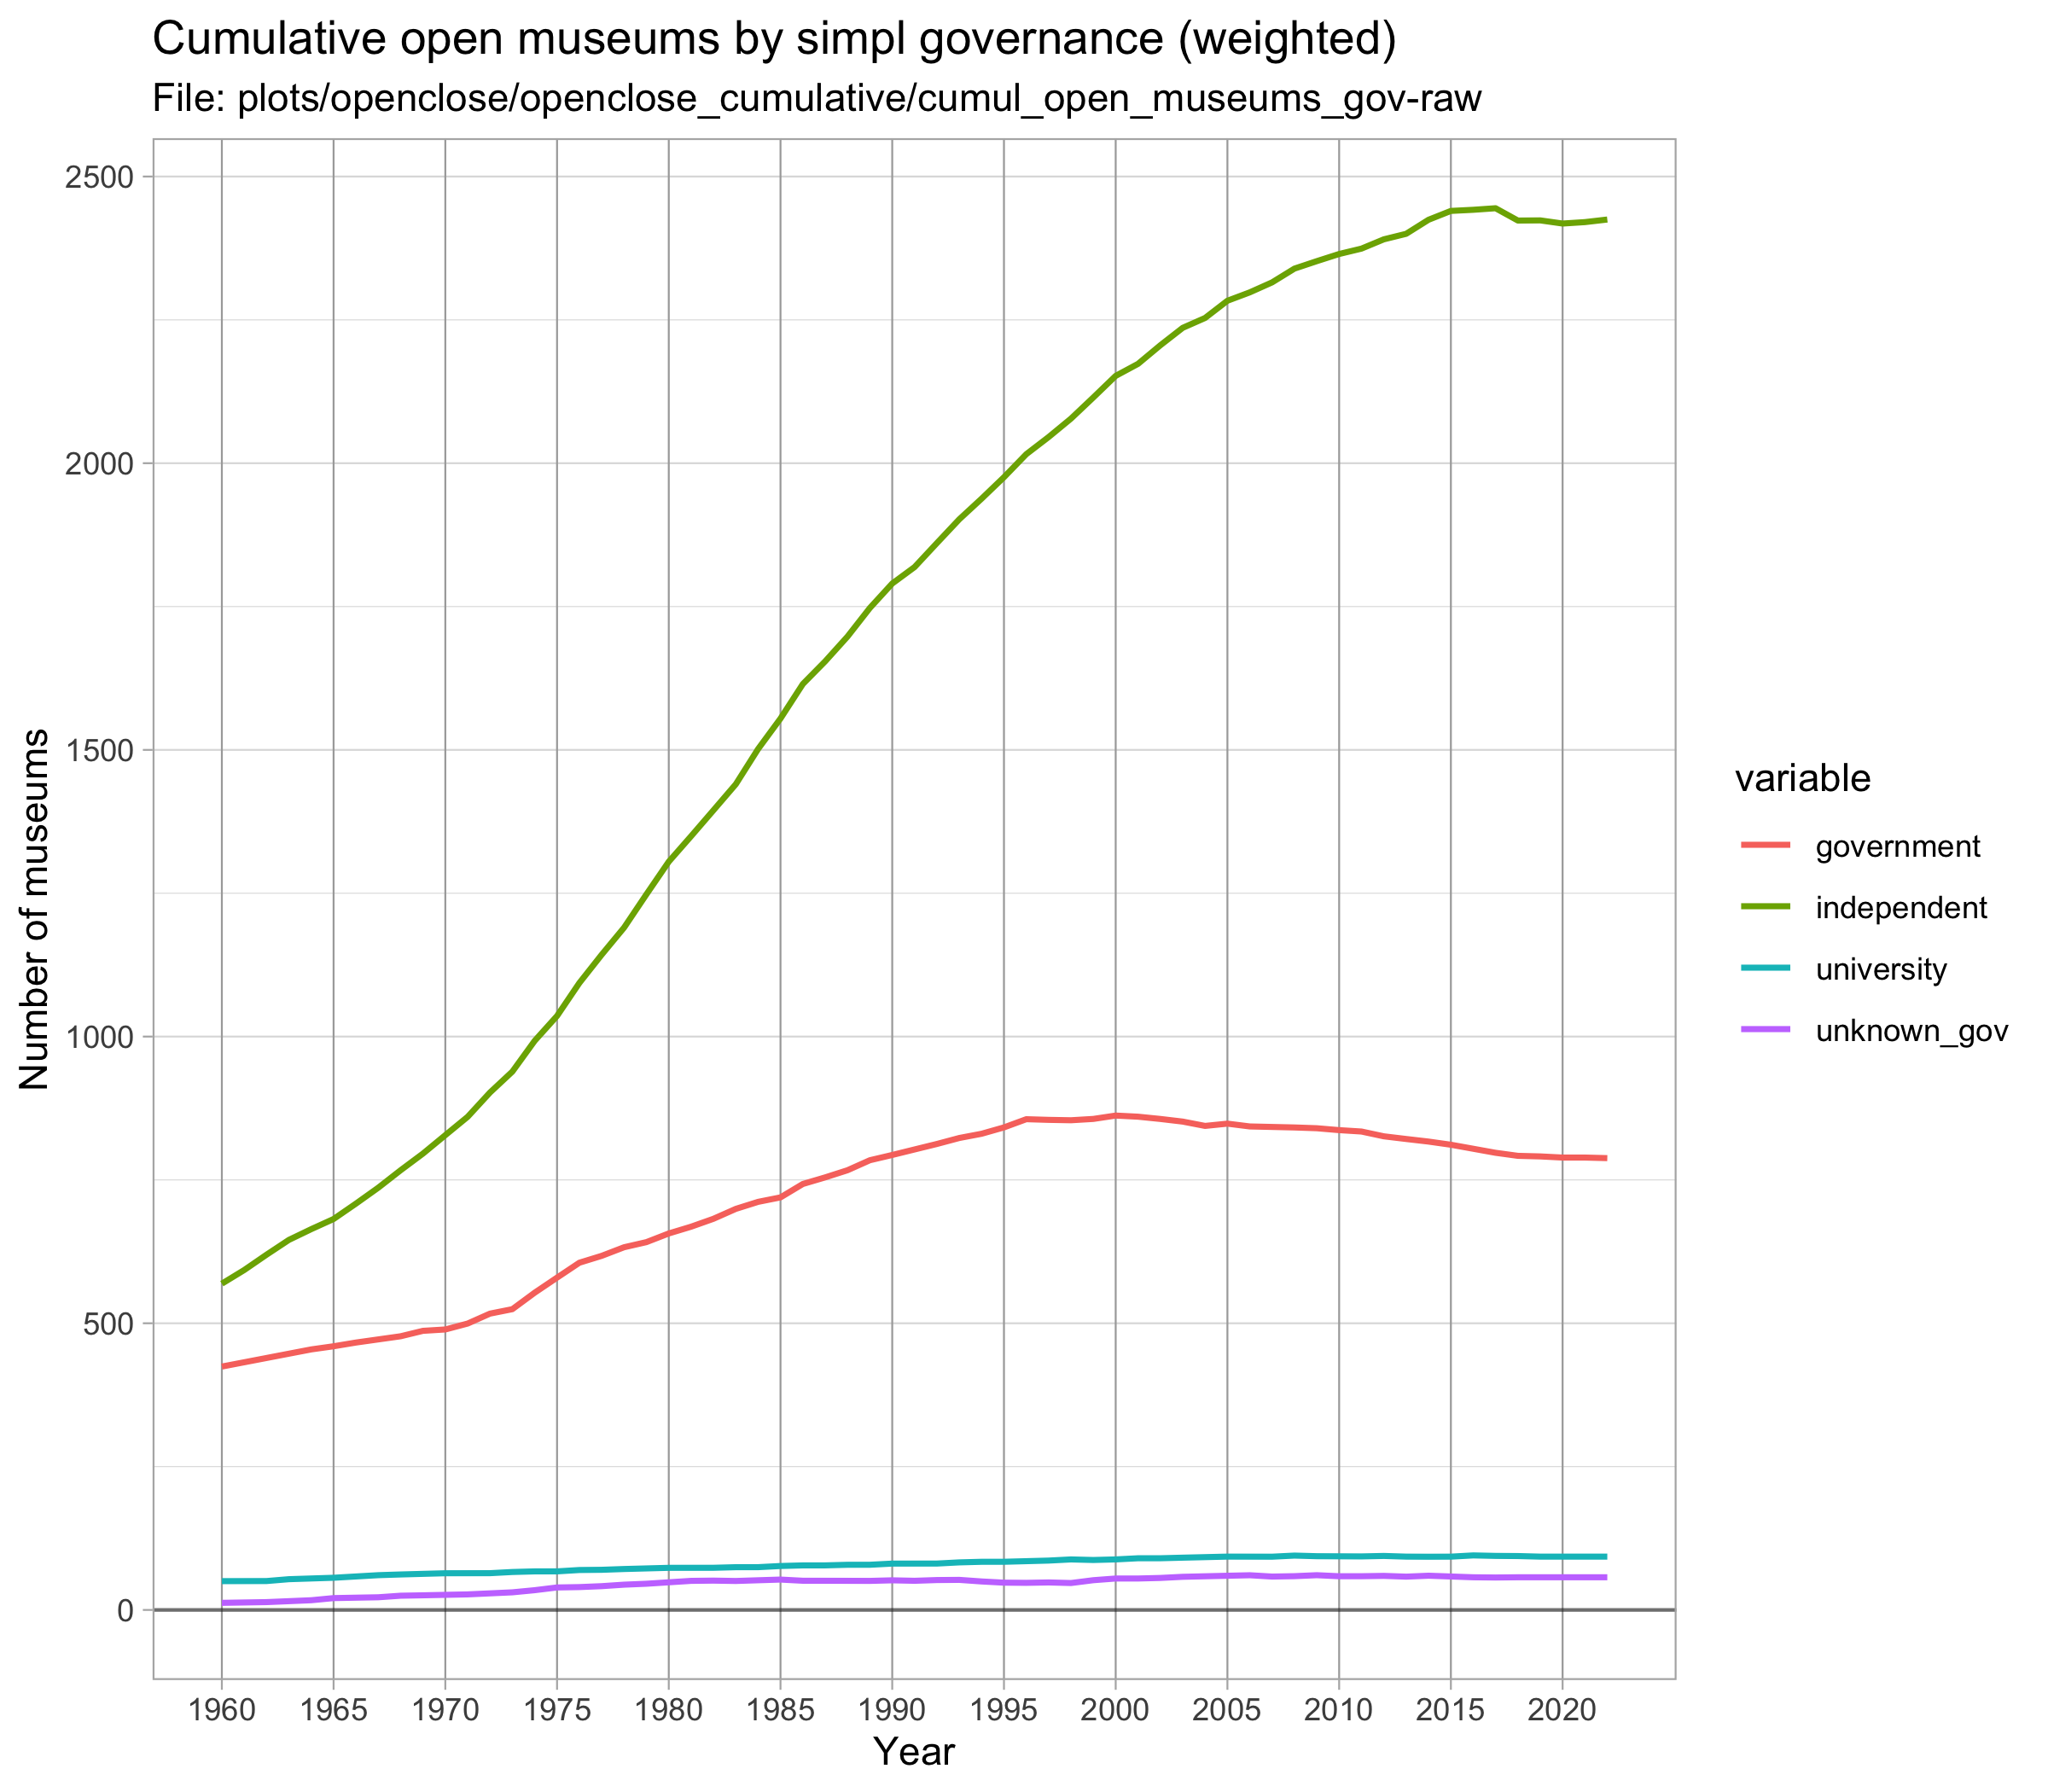 Cumulative open museums by simpl governance (weighted)
File: plots/openclose/openclose_cumulative/cumul_open_museums_gov-raw
2500
2000
1500
1000
500
0
Number of museums
1960 1965 1970 1975 1980 1985 1990 1995 2000 2005 2010 2015 2020
Year
variable
government
independent
university
unknown_gov